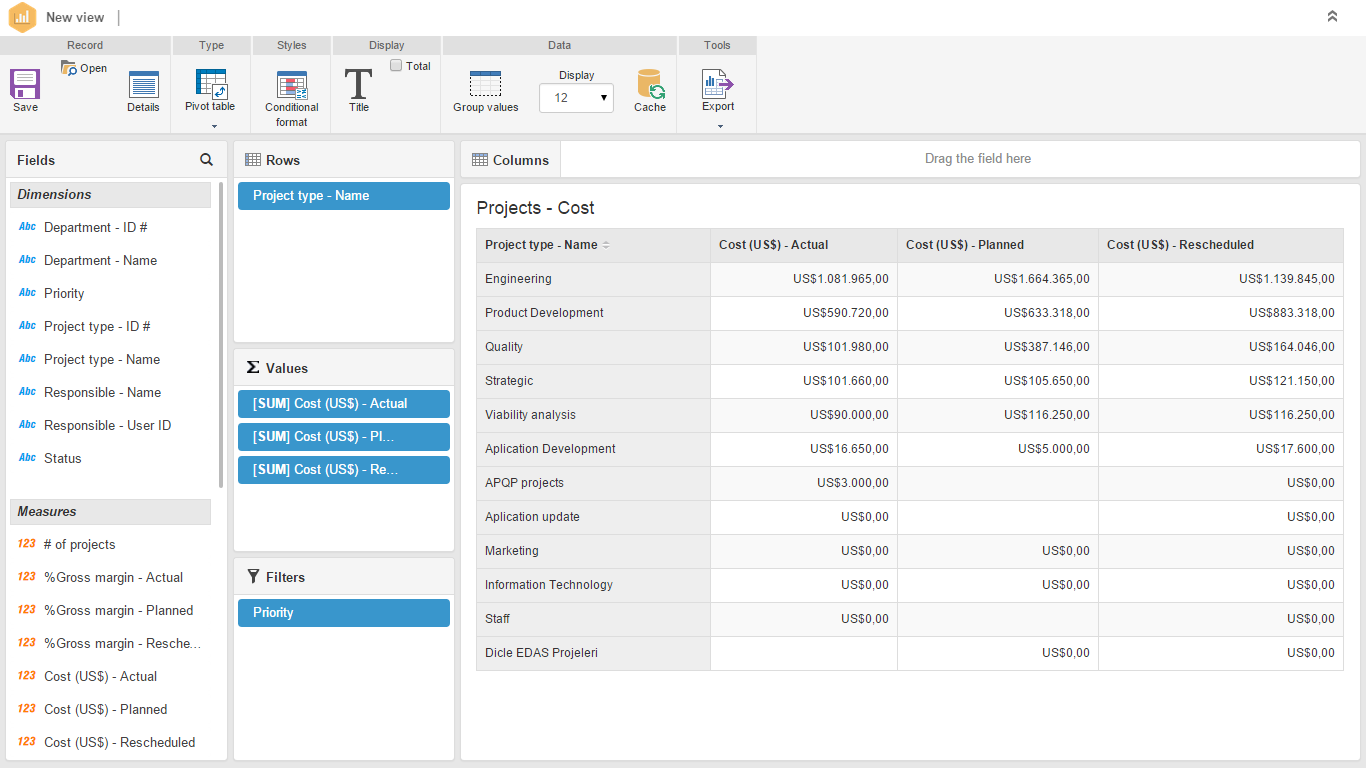 New view
Record
Type
Styles
Display
Data
Tools
Save
Open
Details
Pivot table
Conditional
format
Title
Total
Group values
Display
12
Cache
Export
Fields
Dimensions
Abc Department - ID #
Abc Department - Name
Abc Priority
Abc Project type - ID #
Abc Project type - Name
Abc Responsible - Name
Abc Responsible - User ID
Abc Status
Measures
123 # of projects
123 %Gross margin - Actual
123 %Gross margin - Planned
123 %Gross margin - Resche...
123 Cost (US$) - Actual
123 Cost (US$) - Planned
123 Cost (US$) - Rescheduled
Rows
Project type - Name
Σ Values
[SUM] Cost (US$) - Actual
[SUM] Cost (US$) - Pl...
[SUM] Cost (US$) - Re...
Filters
Priority
Columns
Drag the field here
Projects - Cost
Project type - Name Cost (US$) - Actual Cost (US$) - Planned Cost (US$) - Rescheduled
Engineering US$1.081.965,00 US$1.664.365,00 US$1.139.845,00
Product Development US$590.720,00 US$633.318,00 US$883.318,00
Quality US$101.980,00 US$387.146,00 US$164.046,00
Strategic US$101.660,00 US$105.650,00 US$121.150,00
Viability analysis US$90.000,00 US$116.250,00 US$116.250,00
Aplication Development US$16.650,00 US$5.000,00 US$17.600,00
APQP projects US$3.000,00 US$0,00
Aplication update US$0,00 US$0,00
Marketing US$0,00 US$0,00 US$0,00
Information Technology US$0,00 US$0,00 US$0,00
Staff US$0,00 US$0,00
Dicle EDAS Projeleri US$0,00 US$0,00